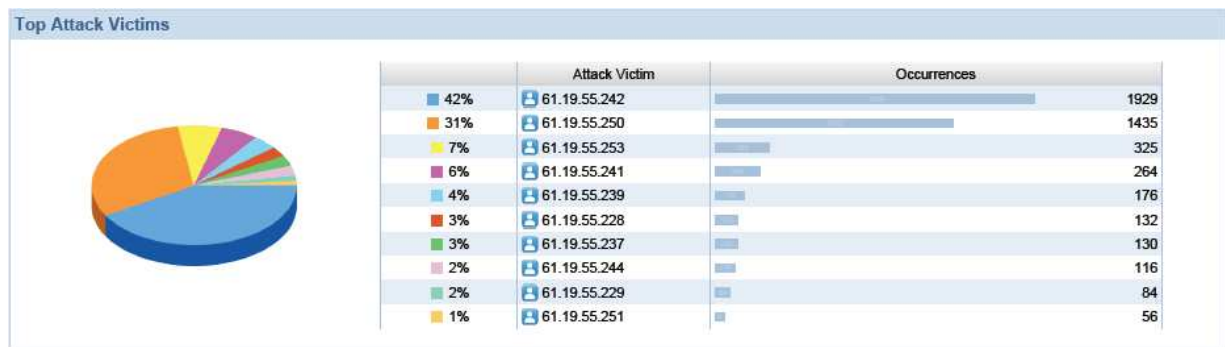 Top Attack Victims
Attack Victim Occurrences
42% 61.19.55.242 1929
31% 61.19.55.250 1435
7% 61.19.55.253 325
6% 61.19.55.241 264
4% 61.19.55.239 176
3% 61.19.55.228 132
3% 61.19.55.237 130
2% 61.19.55.244 116
2% 61.19.55.229 84
1% 61.19.55.251 56